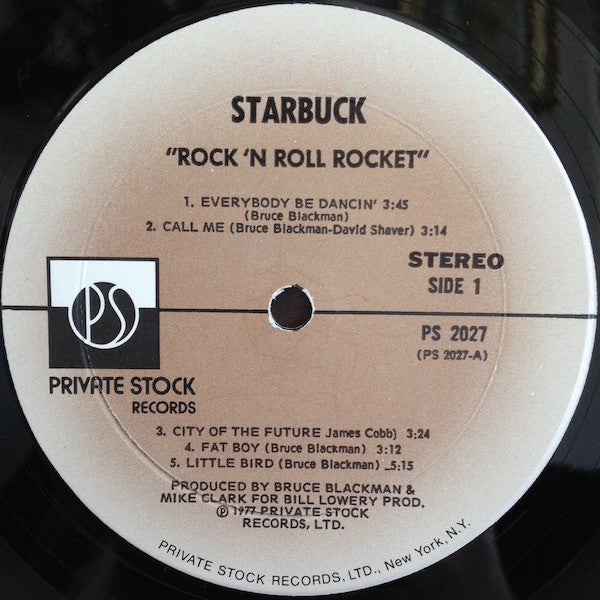 STARBUCK
"ROCK 'N ROLL ROCKET"
1. EVERYBODY BE DANCIN' 3:45
(Bruce Blackman)
2. CALL ME (Bruce Blackman-David Shaver) 3:14
STEREO
SIDE 1
PS
PS 2027
(PS 2027-A)
PRIVATE STOCK
RECORDS
3. CITY OF THE FUTURE James Cobb) 3:24
4. FAT BOY (Bruce Blackman) 3:12
5. LITTLE BIRD (Bruce Blackman) 5:15
PRODUCED BY BRUCE BLACKMAN &
MIKE CLARK FOR BILL LOWERY PROD.
℗ 1977 PRIVATE STOCK
RECORDS, LTD.
PRIVATE STOCK RECORDS, LTD., New York, N.Y.